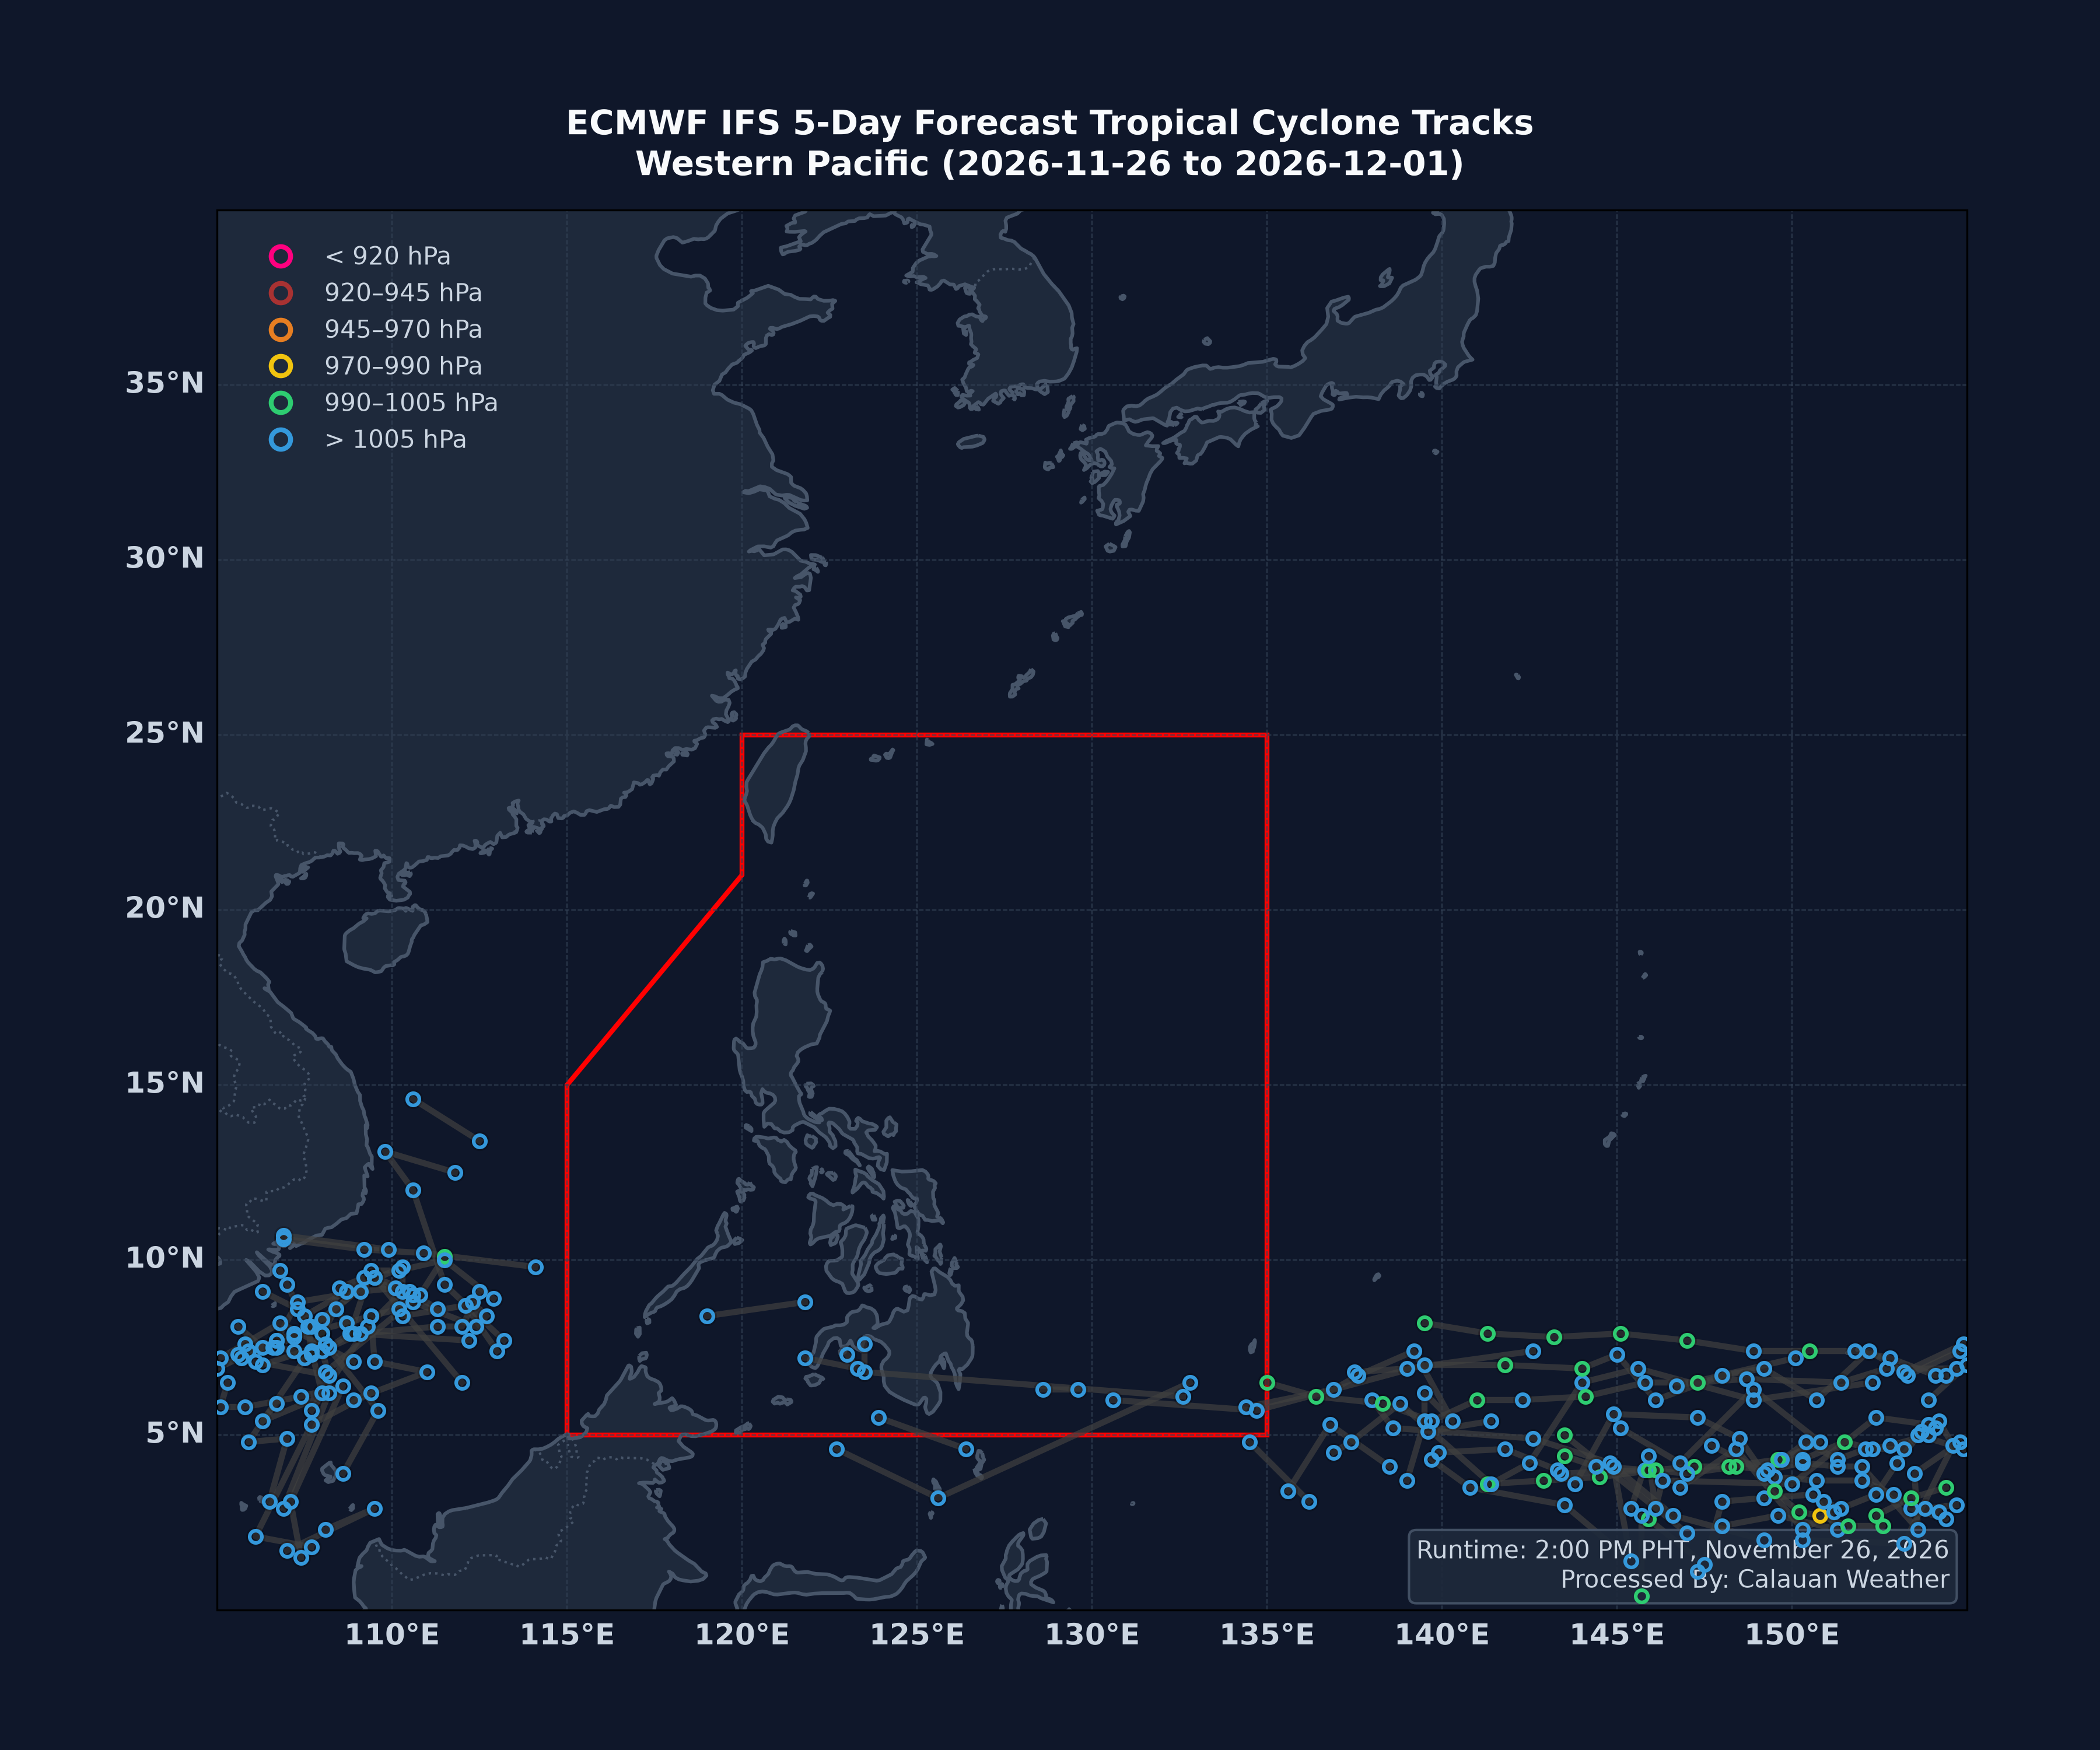 ECMWF IFS 5-Day Forecast Tropical Cyclone Tracks
Western Pacific (2026-11-26 to 2026-12-01)
< 920 hPa
920–945 hPa
945–970 hPa
970–990 hPa
990–1005 hPa
> 1005 hPa
35°N
30°N
25°N
20°N
15°N
10°N
5°N
Runtime: 2:00 PM PHT, November 26, 2026
Processed By: Calauan Weather
110°E
115°E
120°E
125°E
130°E
135°E
140°E
145°E
150°E